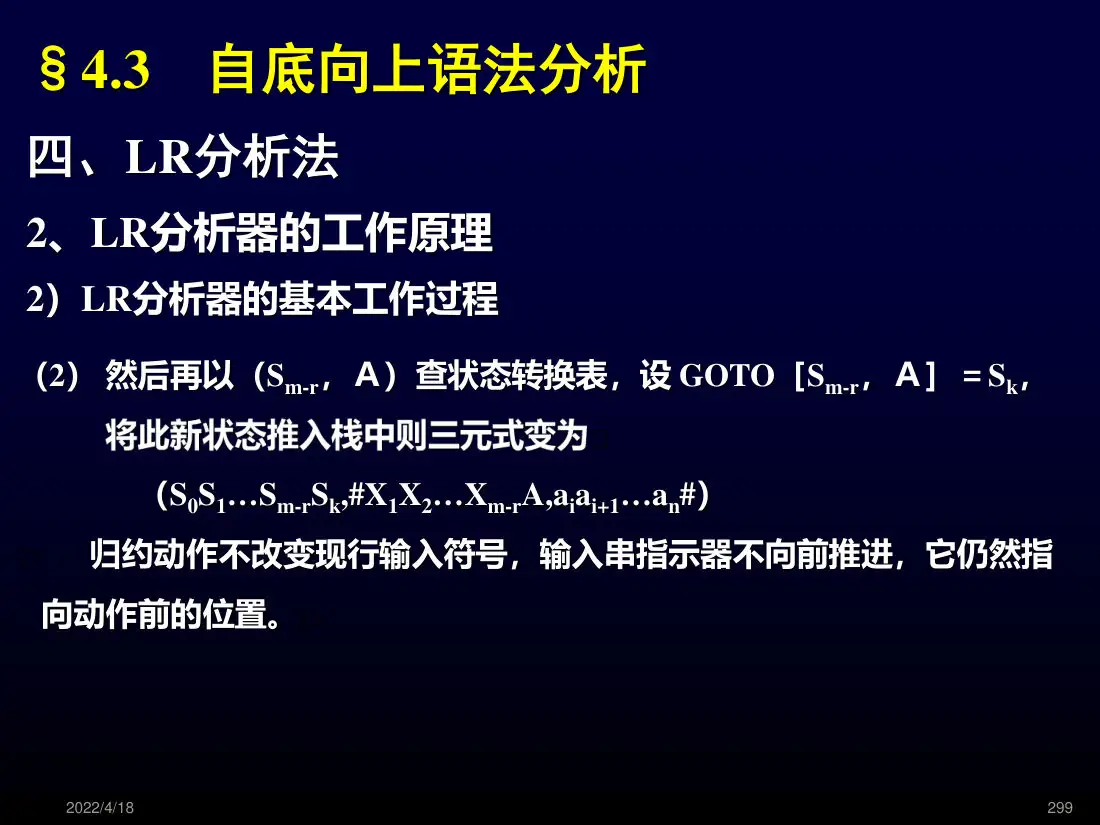 §4.3 自底向上语法分析
四、LR分析法
2、LR分析器的工作原理
2）LR分析器的基本工作过程
（2） 然后再以（Sm-r，A）查状态转换表，设 GOTO［Sm-r，A］＝Sk，
将此新状态推入栈中则三元式变为
（S0S1…Sm-rSk,#X1X2…Xm-rA,aiai+1…an#）
归约动作不改变现行输入符号，输入串指示器不向前推进，它仍然指
向动作前的位置。
2022/4/18
299